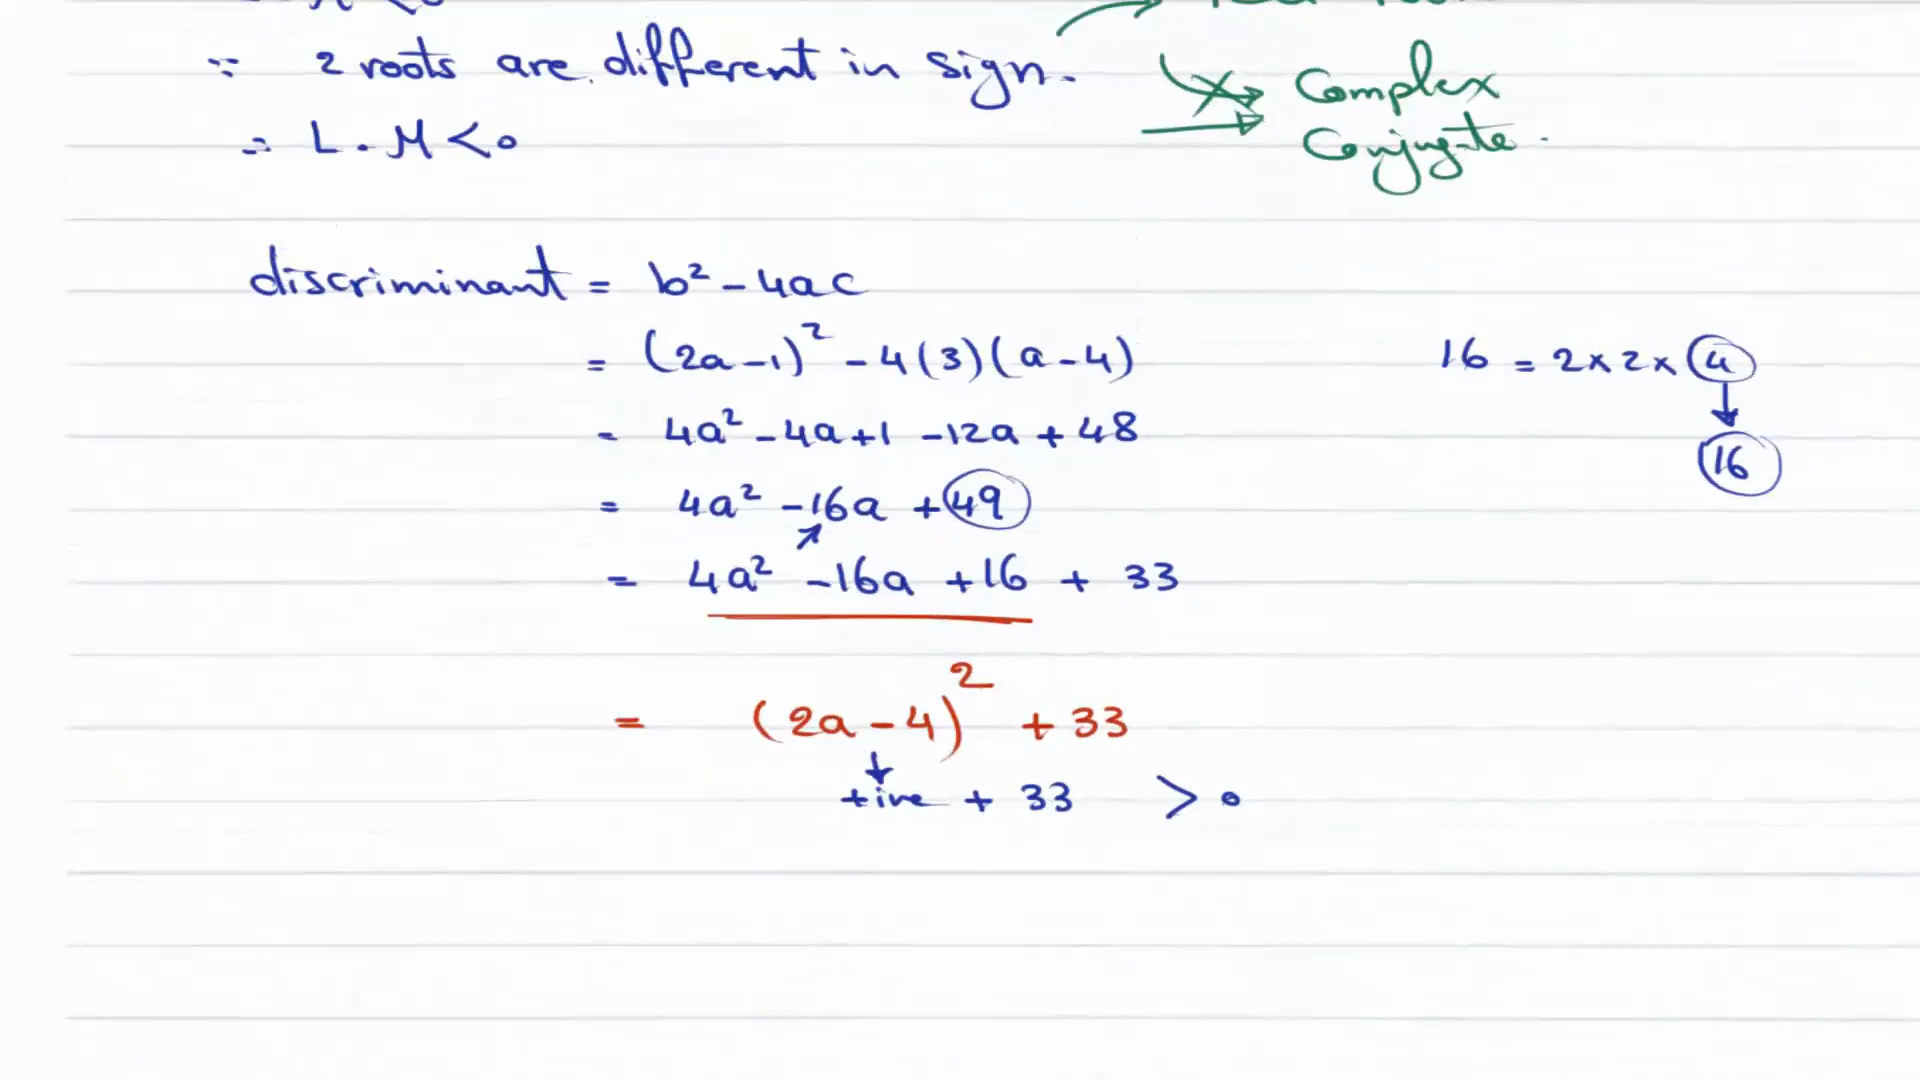 ∵ 2 roots are different in sign.
∴ L . M < 0
Complex
Conjugate.
discriminant = b² - 4ac
= (2a - 1)² - 4(3)(a - 4)
= 4a² - 4a + 1 - 12a + 48
= 4a² - 16a + 49
= 4a² - 16a + 16 + 33
= (2a - 4)² + 33
+ive + 33 > 0
16 = 2 × 2 × 4
16